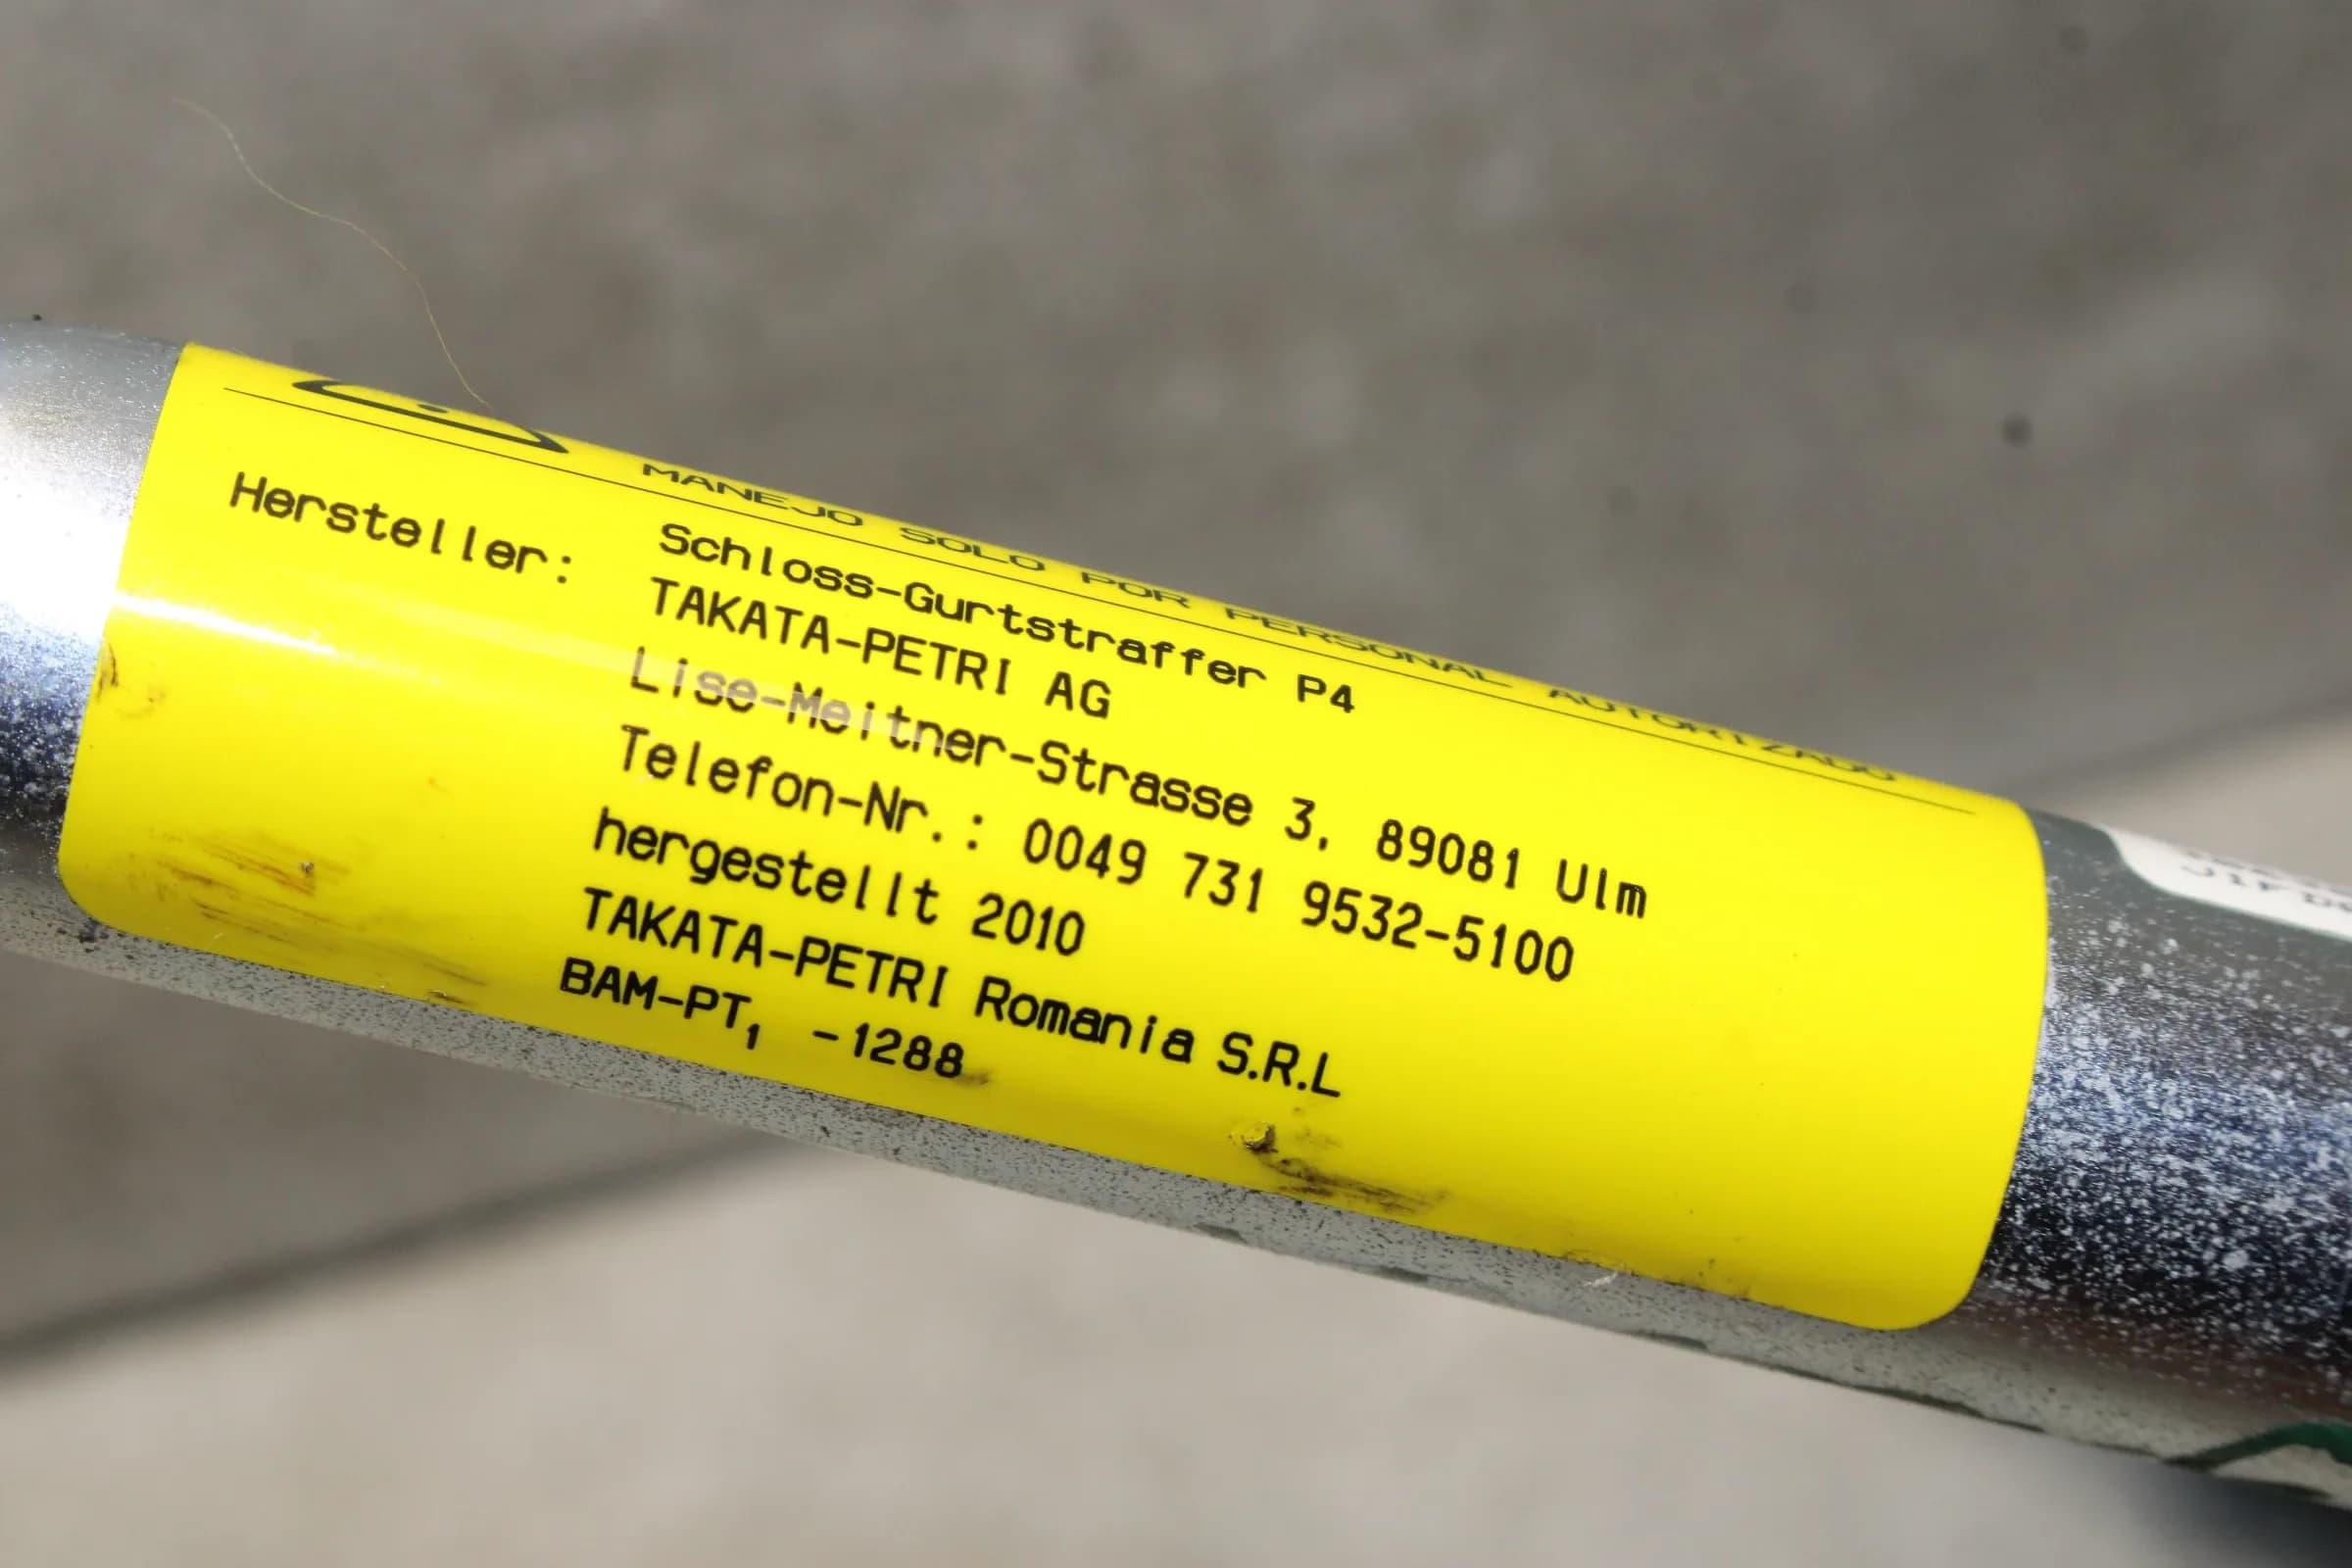 MANEJO SOLO POR PERSONAL AUTORIZADO
Schloss-Gurtstraffer P4
Hersteller: TAKATA-PETRI AG
Lise-Meitner-Strasse 3, 89081 Ulm
Telefon-Nr.: 0049 731 9532-5100
hergestellt 2010
TAKATA-PETRI Romania S.R.L
BAM-PT₁ -1288